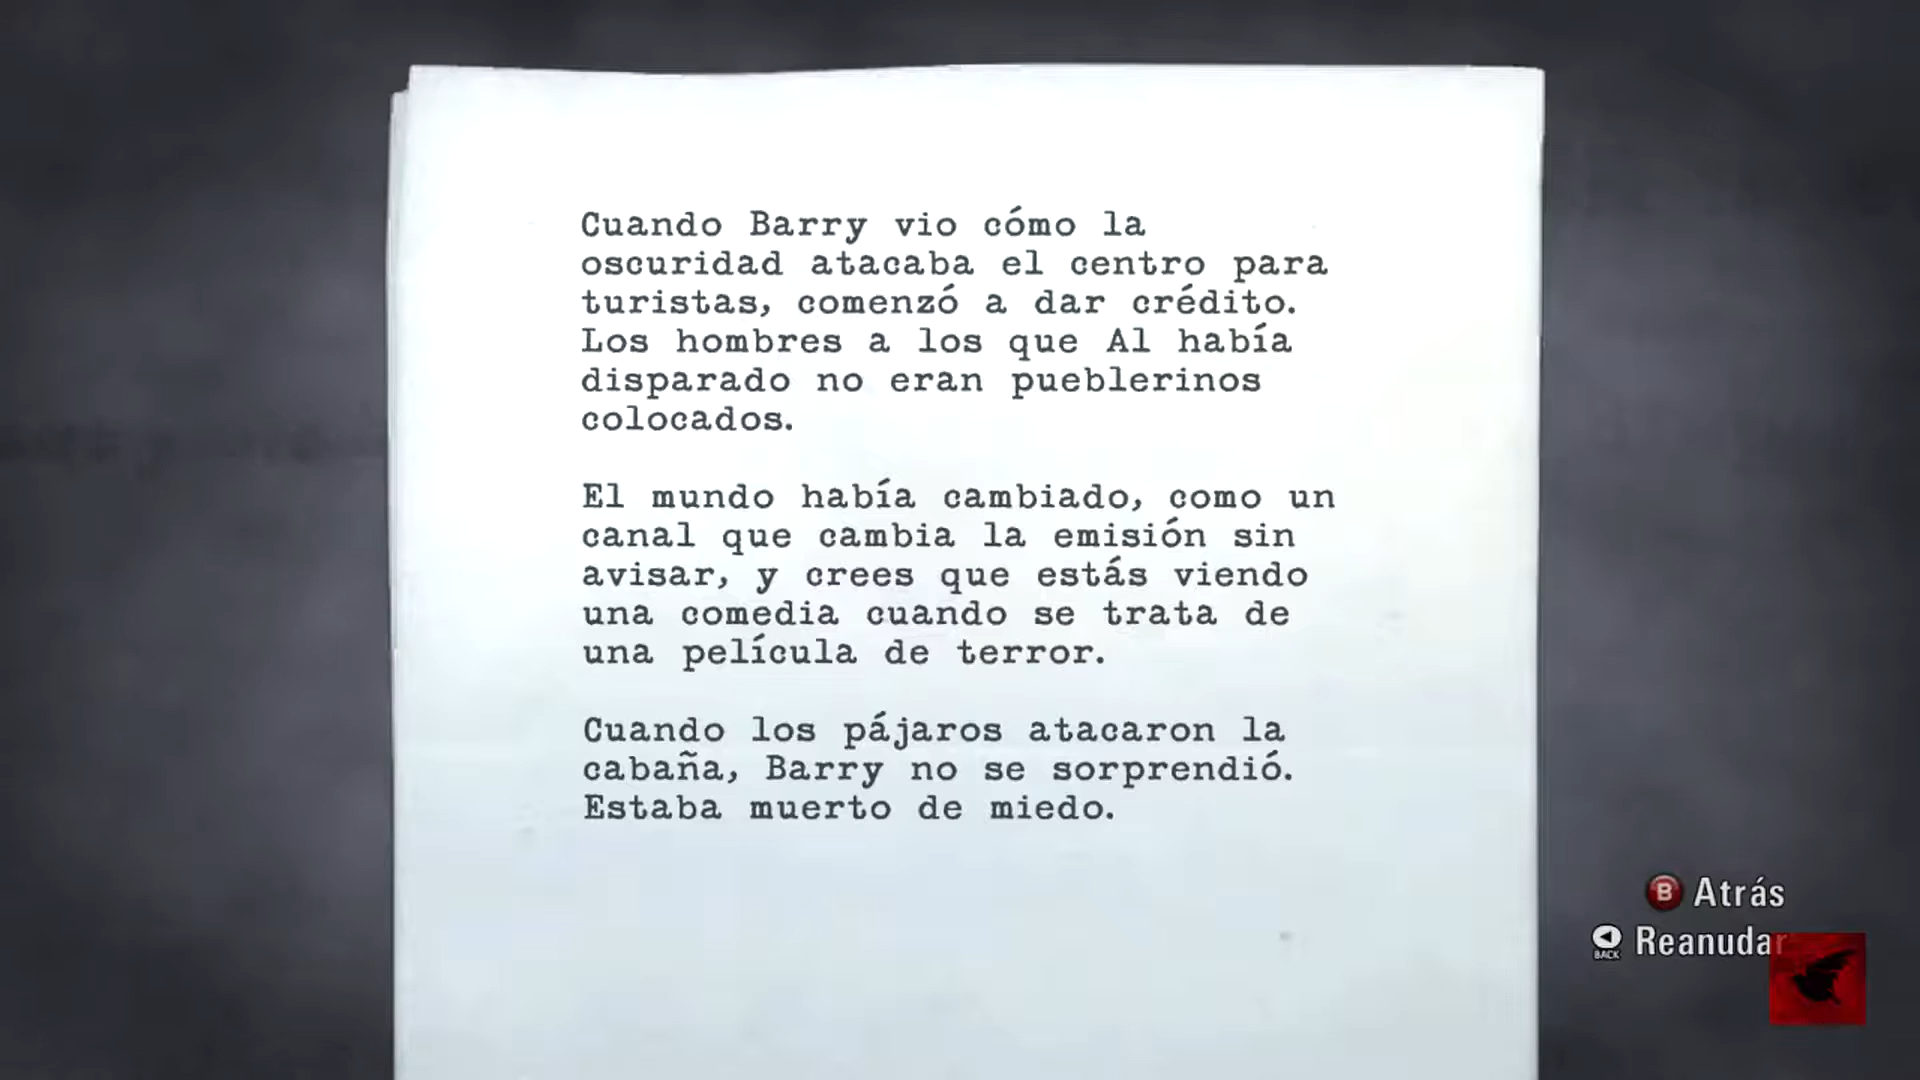 Cuando Barry vio cómo la
oscuridad atacaba el centro para
turistas, comenzó a dar crédito.
Los hombres a los que Al había
disparado no eran pueblerinos
colocados.
El mundo había cambiado, como un
canal que cambia la emisión sin
avisar, y crees que estás viendo
una comedia cuando se trata de
una película de terror.
Cuando los pájaros atacaron la
cabaña, Barry no se sorprendió.
Estaba muerto de miedo.
B Atrás
BACK Reanudar